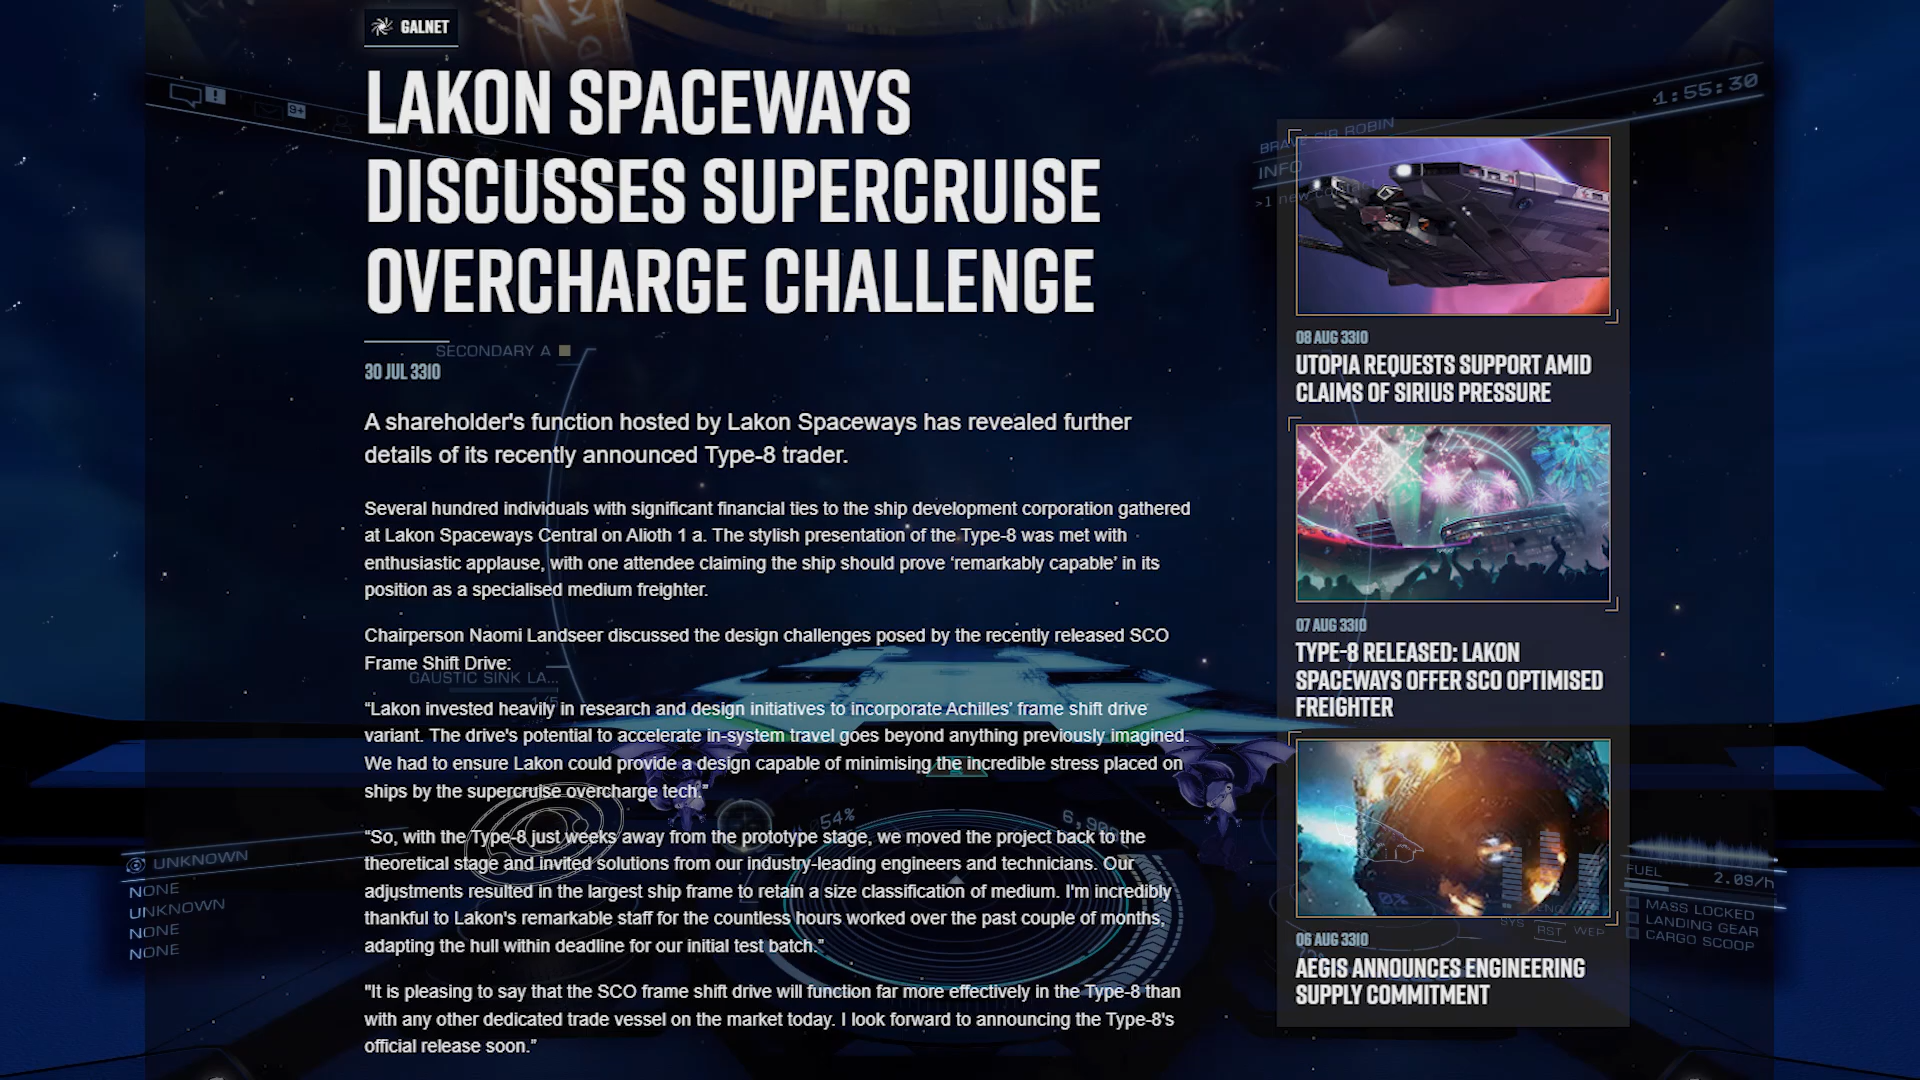 GALNET
LAKON SPACEWAYS
DISCUSSES SUPERCRUISE
OVERCHARGE CHALLENGE
30 JUL 3310
A shareholder's function hosted by Lakon Spaceways has revealed further
details of its recently announced Type-8 trader.
Several hundred individuals with significant financial ties to the ship development corporation gathered
at Lakon Spaceways Central on Alioth 1 a. The stylish presentation of the Type-8 was met with
enthusiastic applause, with one attendee claiming the ship should prove ‘remarkably capable’ in its
position as a specialised medium freighter.
Chairperson Naomi Landseer discussed the design challenges posed by the recently released SCO
Frame Shift Drive:
“Lakon invested heavily in research and design initiatives to incorporate Achilles’ frame shift drive
variant. The drive's potential to accelerate in-system travel goes beyond anything previously imagined.
We had to ensure Lakon could provide a design capable of minimising the incredible stress placed on
ships by the supercruise overcharge tech.”
“So, with the Type-8 just weeks away from the prototype stage, we moved the project back to the
theoretical stage and invited solutions from our industry-leading engineers and technicians. Our
adjustments resulted in the largest ship frame to retain a size classification of medium. I'm incredibly
thankful to Lakon's remarkable staff for the countless hours worked over the past couple of months,
adapting the hull within deadline for our initial test batch.”
"It is pleasing to say that the SCO frame shift drive will function far more effectively in the Type-8 than
with any other dedicated trade vessel on the market today. I look forward to announcing the Type-8's
official release soon.”
08 AUG 3310
UTOPIA REQUESTS SUPPORT AMID
CLAIMS OF SIRIUS PRESSURE
07 AUG 3310
TYPE-8 RELEASED: LAKON
SPACEWAYS OFFER SCO OPTIMISED
FREIGHTER
06 AUG 3310
AEGIS ANNOUNCES ENGINEERING
SUPPLY COMMITMENT
9+
1:55:30
BRAVE SIR ROBIN
INFO
>1 new
SECONDARY A
CAUSTIC SINK LA...
1/5
54%
UNKNOWN
NONE
UNKNOWN
NONE
NONE
FUEL
2.09/h
MASS LOCKED
LANDING GEAR
CARGO SCOOP
SYS
ENG
WEP
RST